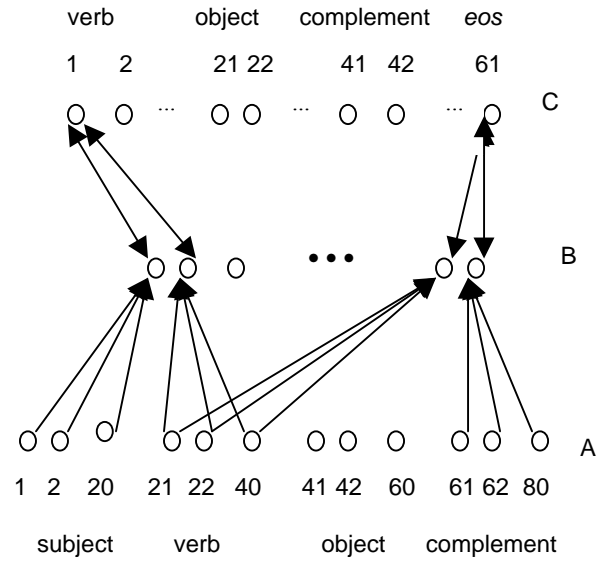 verb object complement eos
1 2 21 22 41 42 61
... ... ... C
••• B
A
1 2 20 21 22 40 41 42 60 61 62 80
subject verb object complement